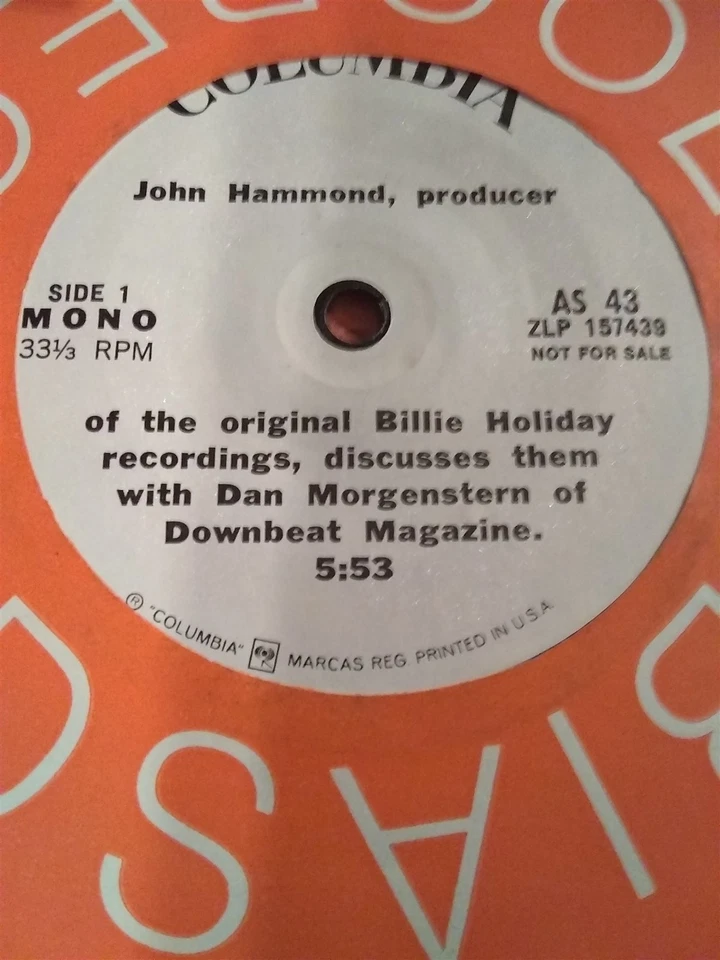 COLUMBIA
John Hammond, producer
SIDE 1
MONO
33⅓ RPM
AS 43
ZLP 157439
NOT FOR SALE
of the original Billie Holiday
recordings, discusses them
with Dan Morgenstern of
Downbeat Magazine.
5:53
® "COLUMBIA" MARCAS REG. PRINTED IN U.S.A.